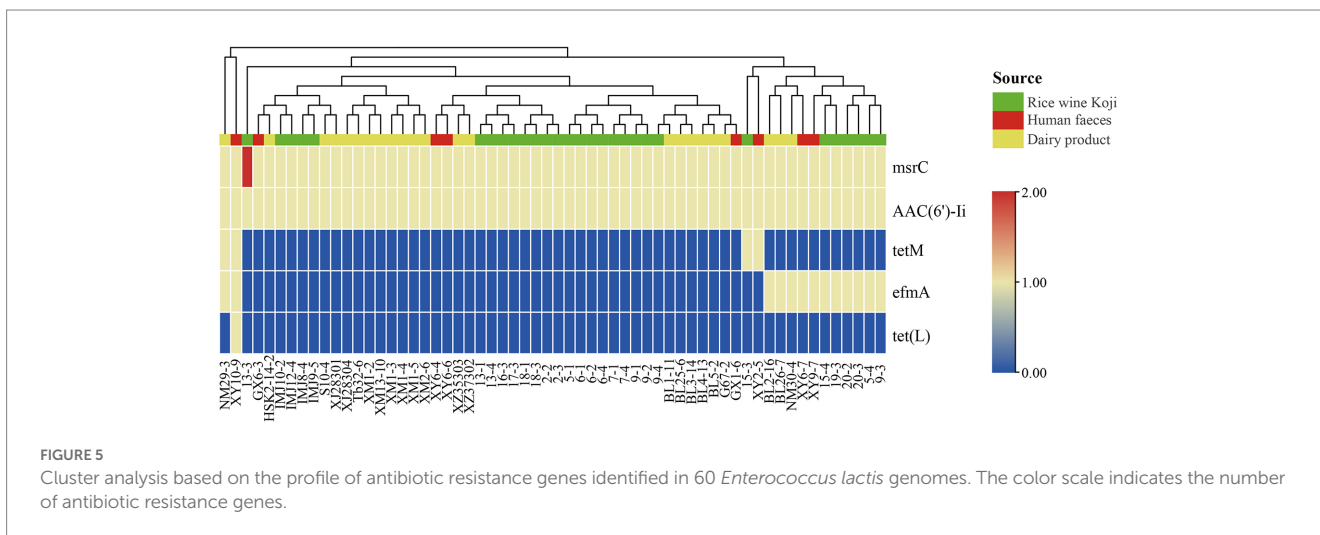 Source
Rice wine Koji
Human faeces
Dairy product
msrC
AAC(6')-Ii
tetM
efmA
tet(L)
2.00
1.00
0.00
NM29-3
XY10-9
13-3
GX6-3
HSK2-14-2
IMJ10-2
IMJ12-4
IMJ8-4
IMJ9-5
S10-4
XJ28301
XJ28304
Tb32-6
XM1-2
XM13-10
XM1-3
XM1-4
XM1-5
XM2-6
XY6-4
XY6-6
XZ35303
XZ37302
13-1
13-4
16-3
17-3
18-1
18-3
2-2
2-3
5-1
6-1
6-2
6-4
7-1
7-4
9-1
9-2
9-4
BL1-11
BL25-6
BL3-14
BL4-13
BL5-2
G67-2
GX1-6
15-3
XY2-5
BL2-16
BL26-7
NM30-4
XY6-7
XY9-7
15-4
19-3
20-2
20-3
5-4
9-3
FIGURE 5
Cluster analysis based on the profile of antibiotic resistance genes identified in 60 Enterococcus lactis genomes. The color scale indicates the number
of antibiotic resistance genes.